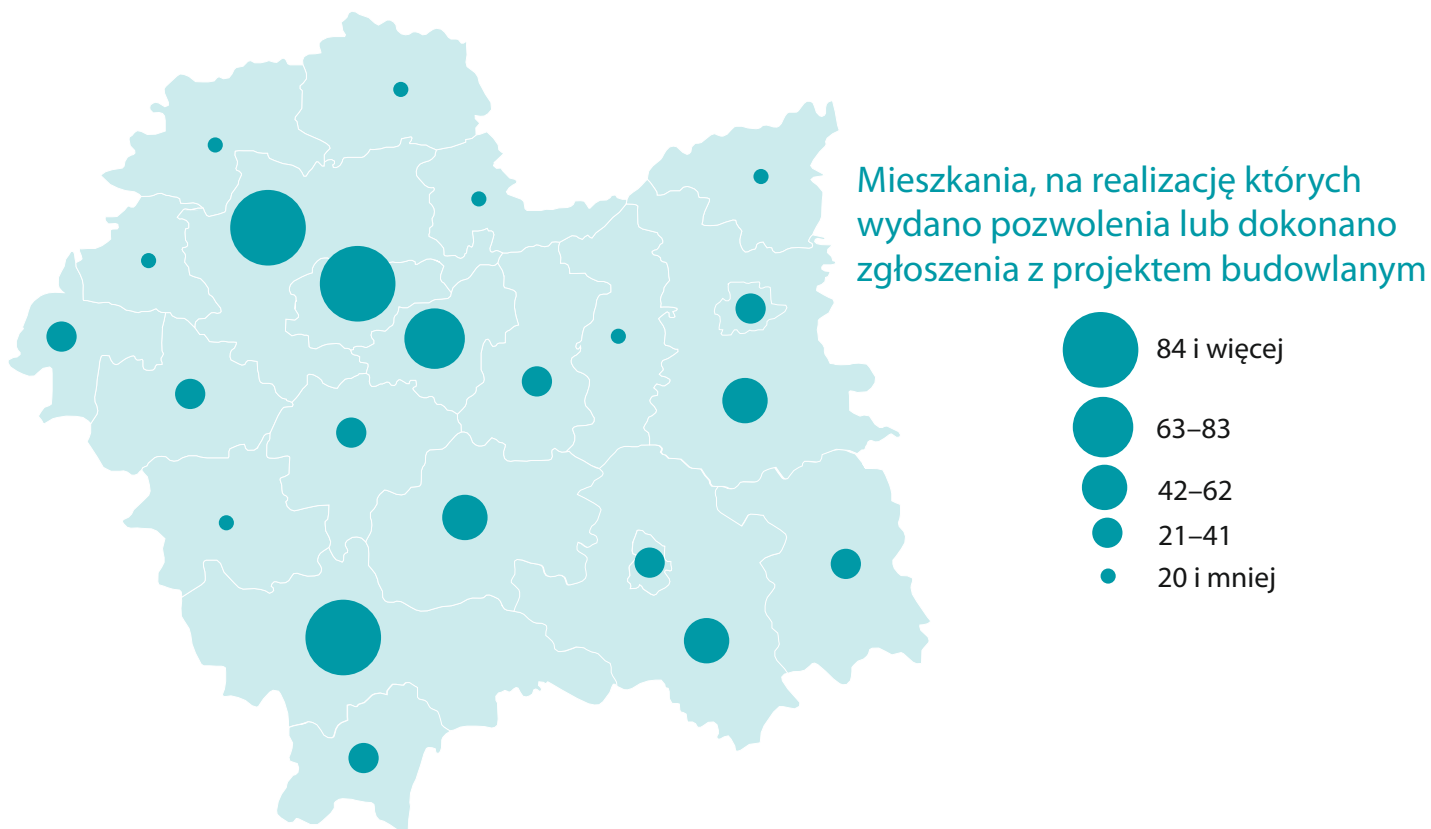 Mieszkania, na realizację których
wydano pozwolenia lub dokonano
zgłoszenia z projektem budowlanym
84 i więcej
63–83
42–62
21–41
20 i mniej